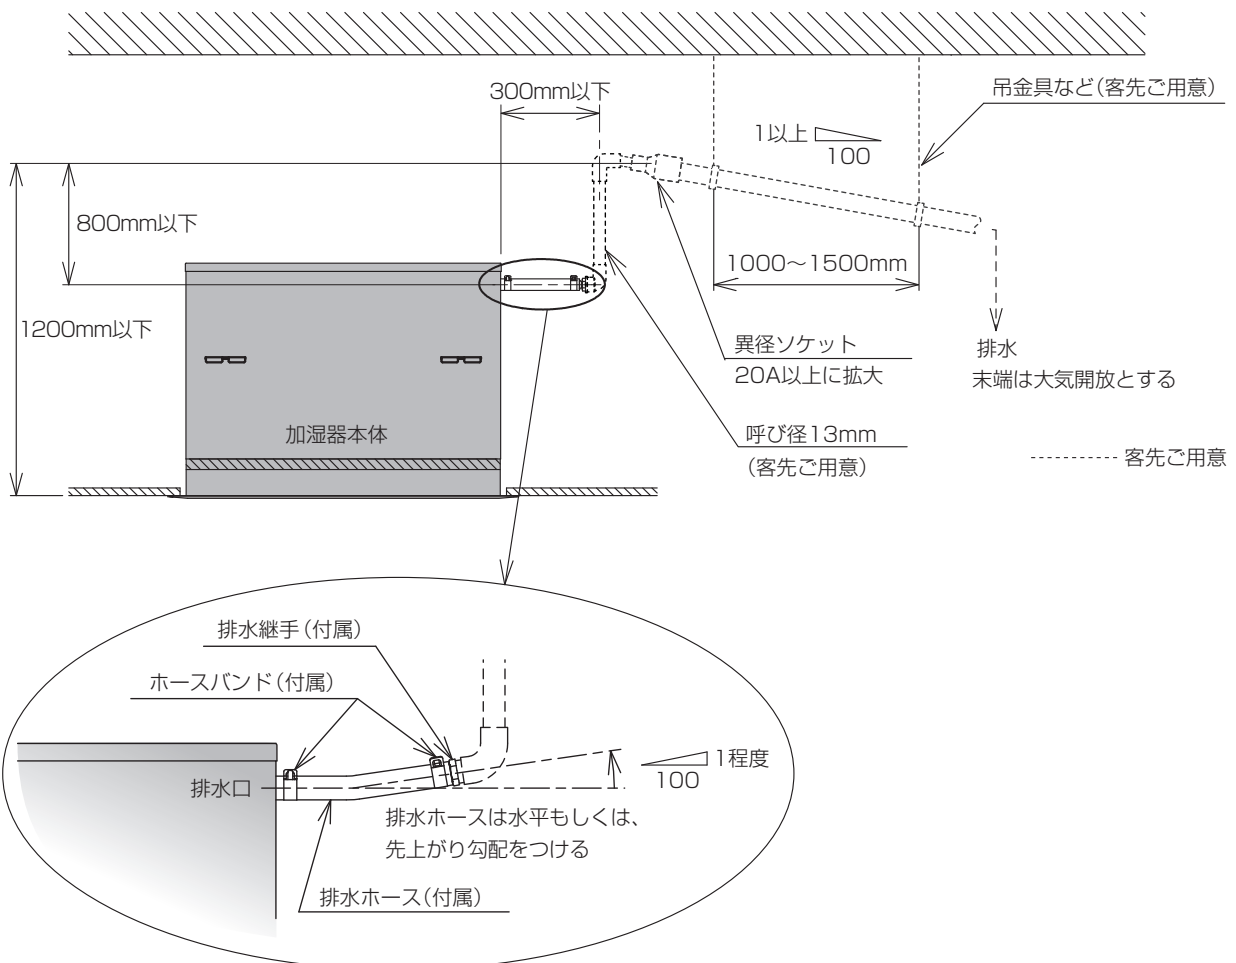 300mm以下
吊金具など(客先ご用意)
1以上
100
800mm以下
1000〜1500mm
1200mm以下
異径ソケット
20A以上に拡大
排水
末端は大気開放とする
加湿器本体
呼び径13mm
(客先ご用意)
客先ご用意
排水継手(付属)
ホースバンド(付属)
1程度
100
排水口
排水ホースは水平もしくは、
先上がり勾配をつける
排水ホース(付属)